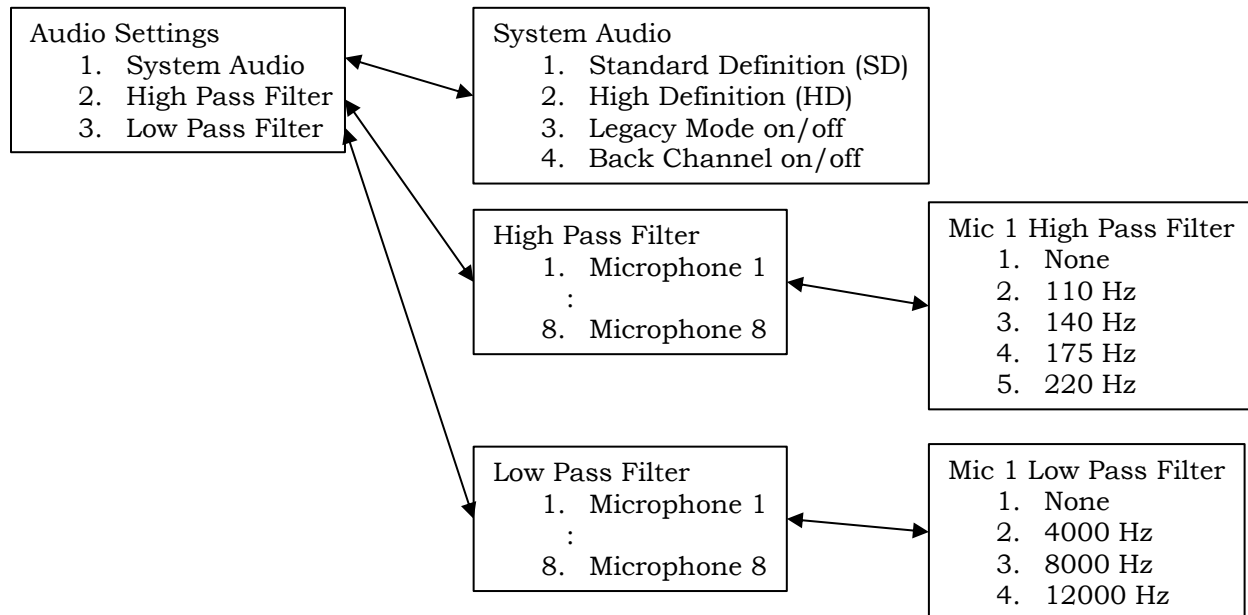 Audio Settings
1. System Audio
2. High Pass Filter
3. Low Pass Filter
System Audio
1. Standard Definition (SD)
2. High Definition (HD)
3. Legacy Mode on/off
4. Back Channel on/off
High Pass Filter
1. Microphone 1
:
8. Microphone 8
Mic 1 High Pass Filter
1. None
2. 110 Hz
3. 140 Hz
4. 175 Hz
5. 220 Hz
Low Pass Filter
1. Microphone 1
:
8. Microphone 8
Mic 1 Low Pass Filter
1. None
2. 4000 Hz
3. 8000 Hz
4. 12000 Hz